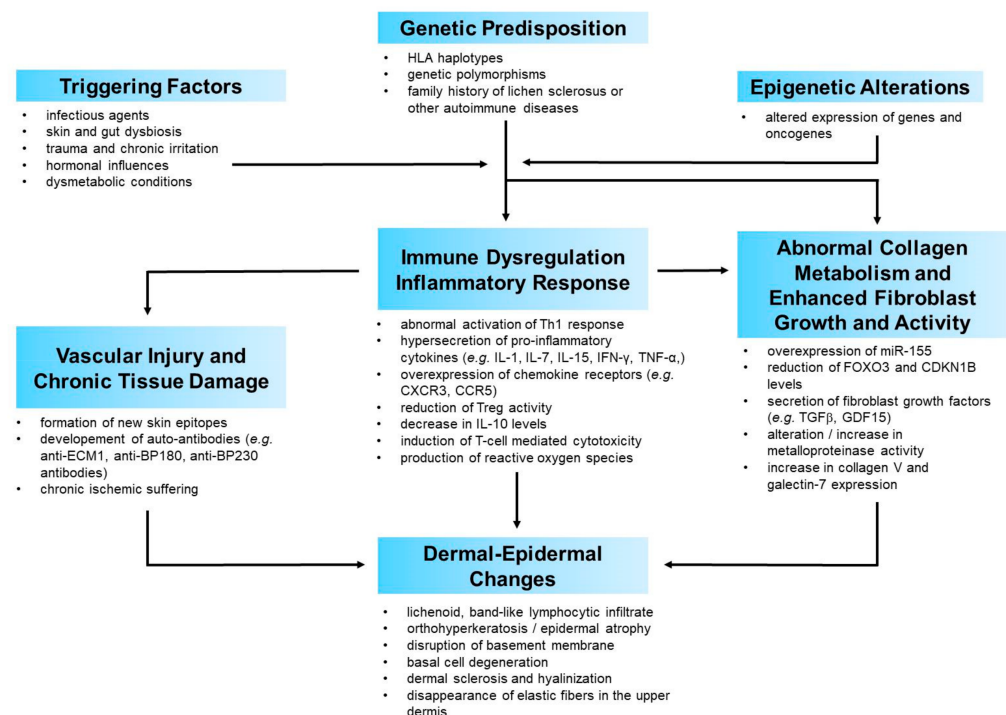 Genetic Predisposition
• HLA haplotypes
• genetic polymorphisms
• family history of lichen sclerosus or
other autoimmune diseases
Triggering Factors
• infectious agents
• skin and gut dysbiosis
• trauma and chronic irritation
• hormonal influences
• dysmetabolic conditions
Epigenetic Alterations
• altered expression of genes and
oncogenes
Immune Dysregulation
Inflammatory Response
• abnormal activation of Th1 response
• hypersecretion of pro-inflammatory
cytokines (e.g. IL-1, IL-7, IL-15, IFN-γ, TNF-α,)
• overexpression of chemokine receptors (e.g.
CXCR3, CCR5)
• reduction of Treg activity
• decrease in IL-10 levels
• induction of T-cell mediated cytotoxicity
• production of reactive oxygen species
Abnormal Collagen
Metabolism and
Enhanced Fibroblast
Growth and Activity
• overexpression of miR-155
• reduction of FOXO3 and CDKN1B
levels
• secretion of fibroblast growth factors
(e.g. TGFβ, GDF15)
• alteration / increase in
metalloproteinase activity
• increase in collagen V and
galectin-7 expression
Vascular Injury and
Chronic Tissue Damage
• formation of new skin epitopes
• developement of auto-antibodies (e.g.
anti-ECM1, anti-BP180, anti-BP230
antibodies)
• chronic ischemic suffering
Dermal-Epidermal
Changes
• lichenoid, band-like lymphocytic infiltrate
• orthohyperkeratosis / epidermal atrophy
• disruption of basement membrane
• basal cell degeneration
• dermal sclerosis and hyalinization
• disappearance of elastic fibers in the upper
dermis